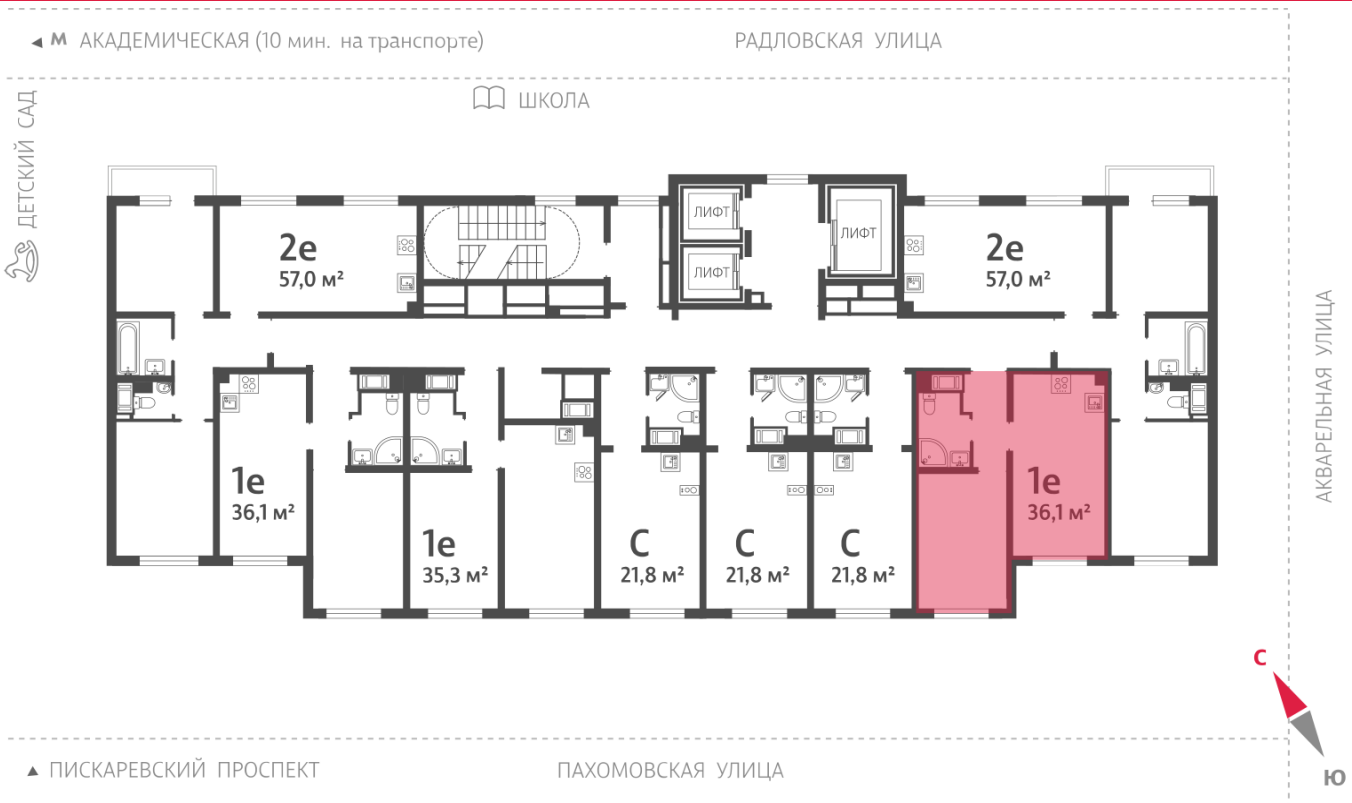 М АКАДЕМИЧЕСКАЯ (10 мин. на транспорте)
РАДЛОВСКАЯ УЛИЦА
ШКОЛА
ДЕТСКИЙ САД
ЛИФТ
ЛИФТ
ЛИФТ
2е
57,0 м²
2е
57,0 м²
АКВАРЕЛЬНАЯ УЛИЦА
1е
36,1 м²
1е
35,3 м²
С
21,8 м²
С
21,8 м²
С
21,8 м²
1е
36,1 м²
С
Ю
ПИСКАРЕВСКИЙ ПРОСПЕКТ
ПАХОМОВСКАЯ УЛИЦА